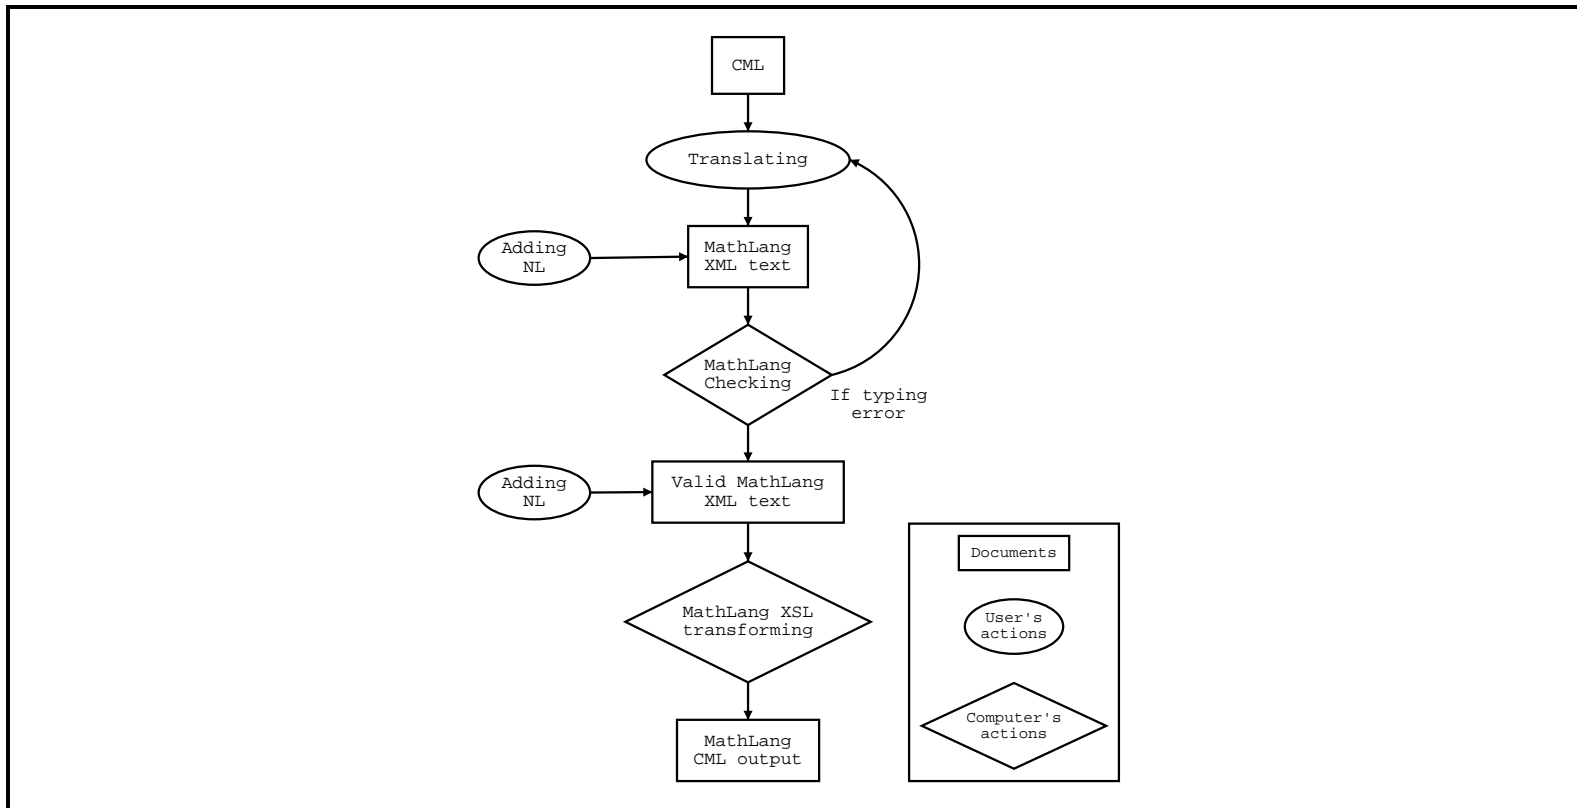 CML
Translating
Adding
NL
MathLang
XML text
MathLang
Checking
If typing
error
Adding
NL
Valid MathLang
XML text
MathLang XSL
transforming
MathLang
CML output
Documents
User's
actions
Computer's
actions